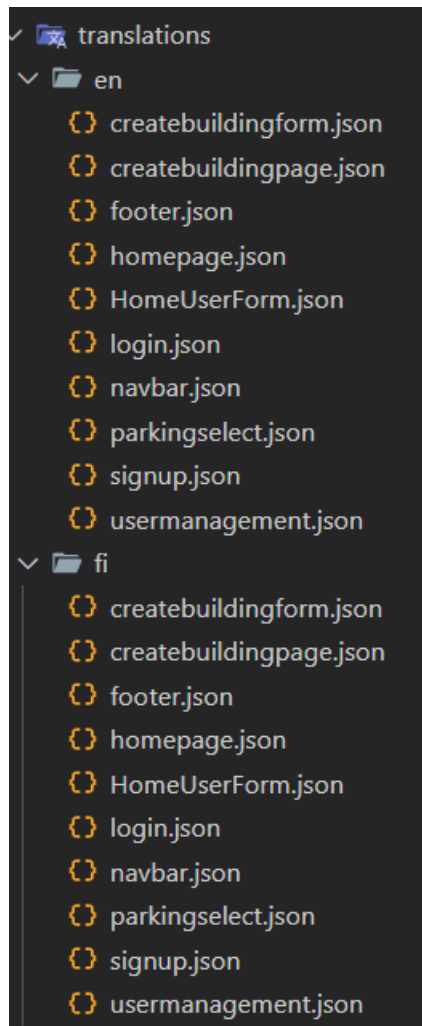 translations
en
{} createbuildingform.json
{} createbuildingpage.json
{} footer.json
{} homepage.json
{} HomeUserForm.json
{} login.json
{} navbar.json
{} parkingselect.json
{} signup.json
{} usermanagement.json
fi
{} createbuildingform.json
{} createbuildingpage.json
{} footer.json
{} homepage.json
{} HomeUserForm.json
{} login.json
{} navbar.json
{} parkingselect.json
{} signup.json
{} usermanagement.json